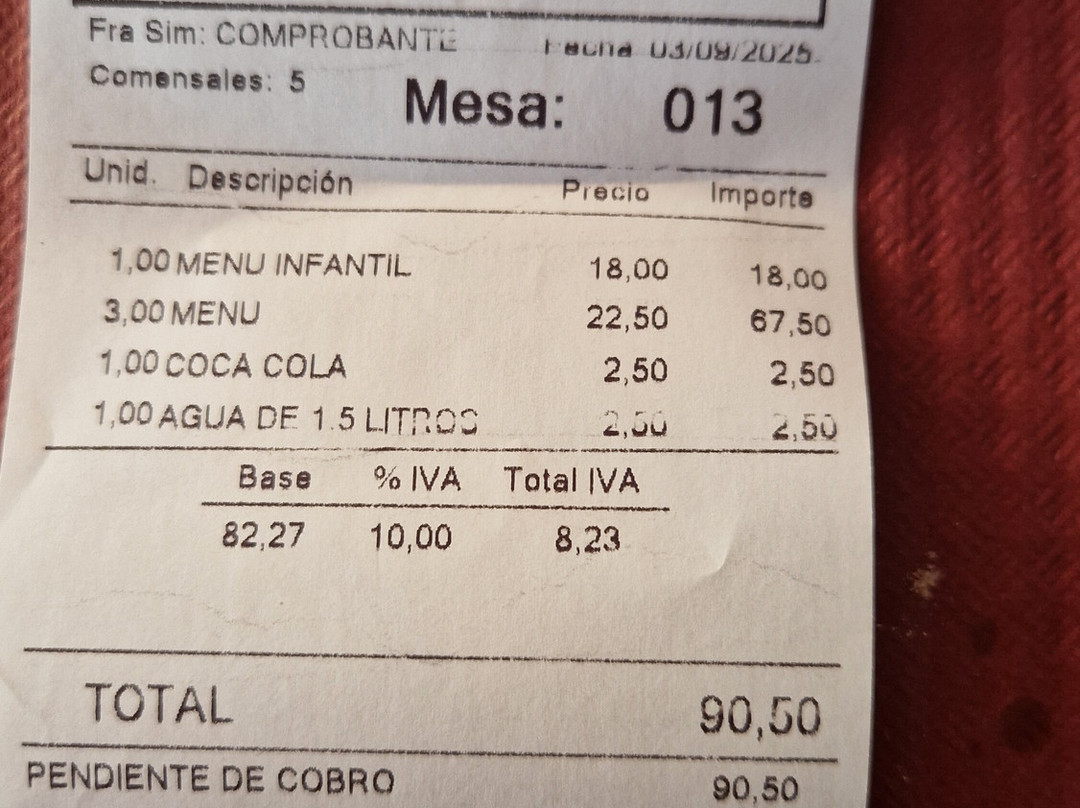 Fra Sim: COMPROBANTE Fecha 03/09/2025
Comensales: 5 Mesa: 013
Unid. Descripción Precio Importe
1,00 MENU INFANTIL 18,00 18,00
3,00 MENU 22,50 67,50
1,00 COCA COLA 2,50 2,50
1,00 AGUA DE 1.5 LITROS 2,50 2,50
Base % IVA Total IVA
82,27 10,00 8,23
TOTAL 90,50
PENDIENTE DE COBRO 90,50